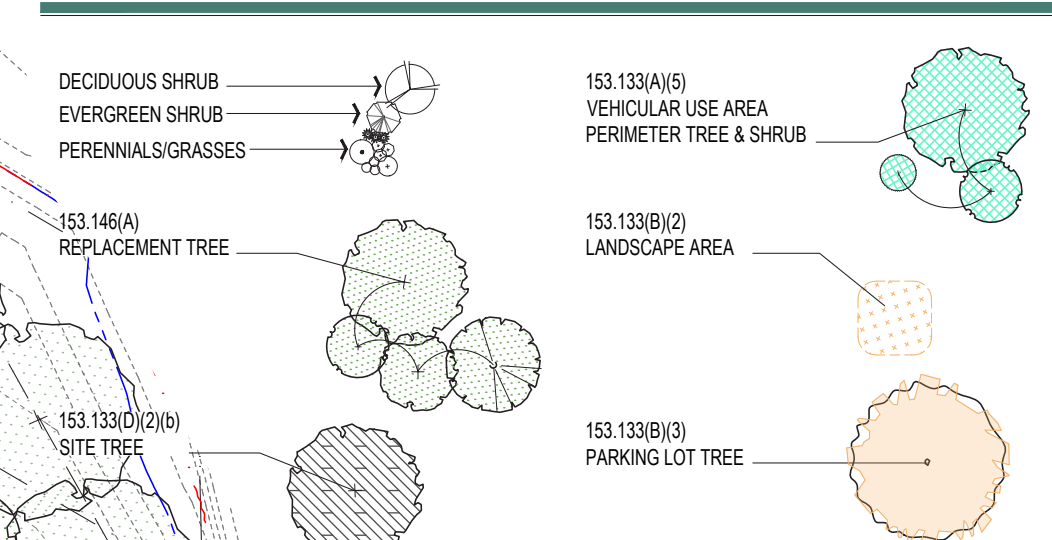 DECIDUOUS SHRUB
EVERGREEN SHRUB
PERENNIALS/GRASSES
153.146(A)
REPLACEMENT TREE
153.133(D)(2)(b)
SITE TREE
153.133(A)(5)
VEHICULAR USE AREA
PERIMETER TREE & SHRUB
153.133(B)(2)
LANDSCAPE AREA
153.133(B)(3)
PARKING LOT TREE